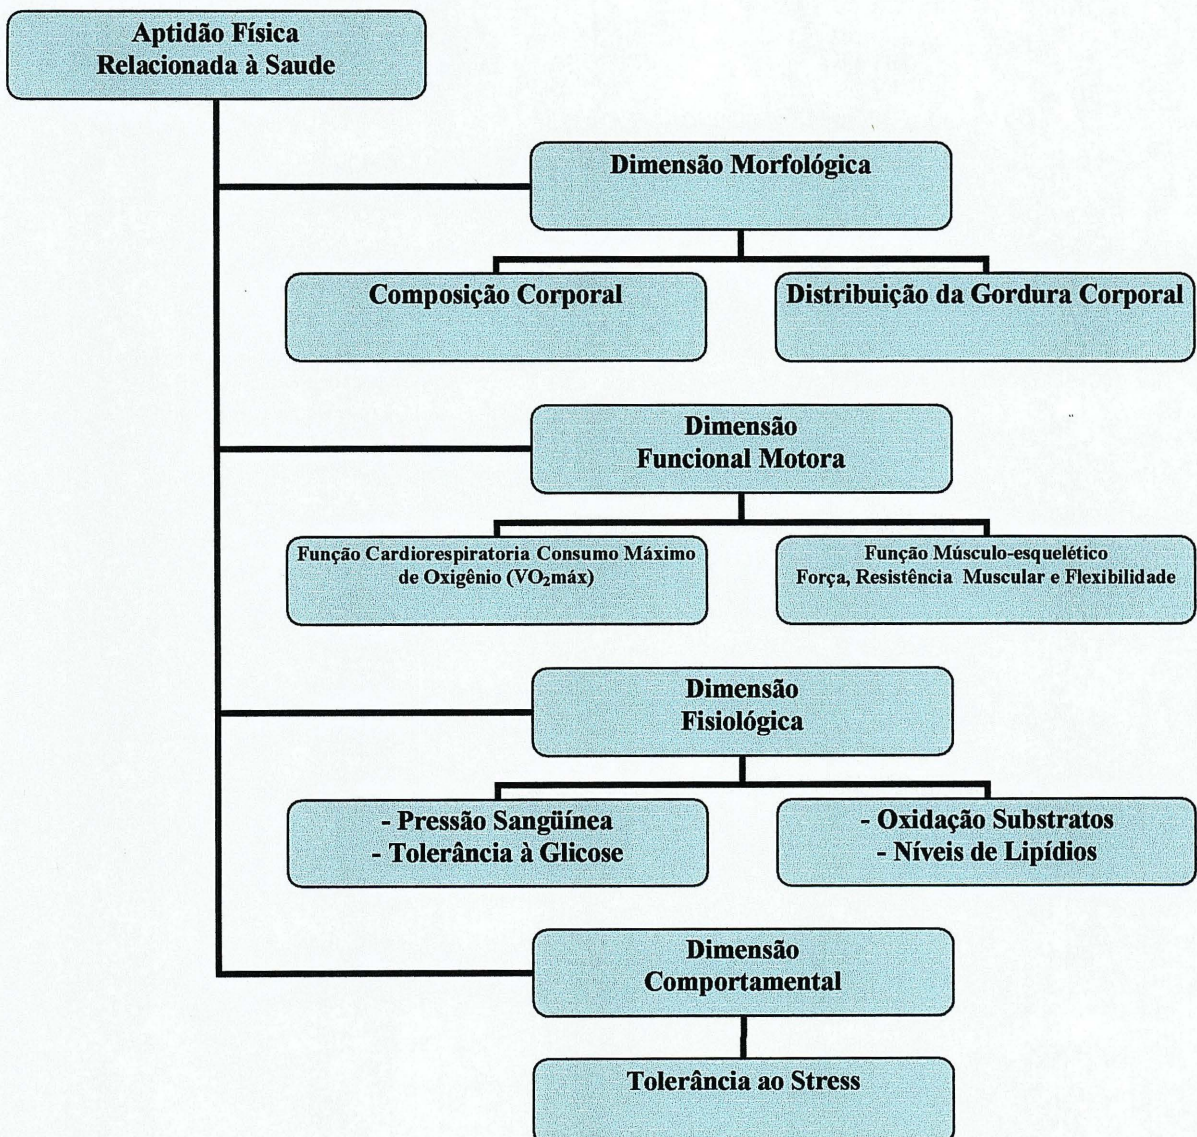 Aptidão Física
Relacionada à Saude
Dimensão Morfológica
Composição Corporal
Distribuição da Gordura Corporal
Dimensão
Funcional Motora
Função Cardiorespiratoria Consumo Máximo
de Oxigênio (VO₂máx)
Função Músculo-esquelético
Força, Resistência Muscular e Flexibilidade
Dimensão
Fisiológica
- Pressão Sangüínea
- Tolerância à Glicose
- Oxidação Substratos
- Níveis de Lipídios
Dimensão
Comportamental
Tolerância ao Stress